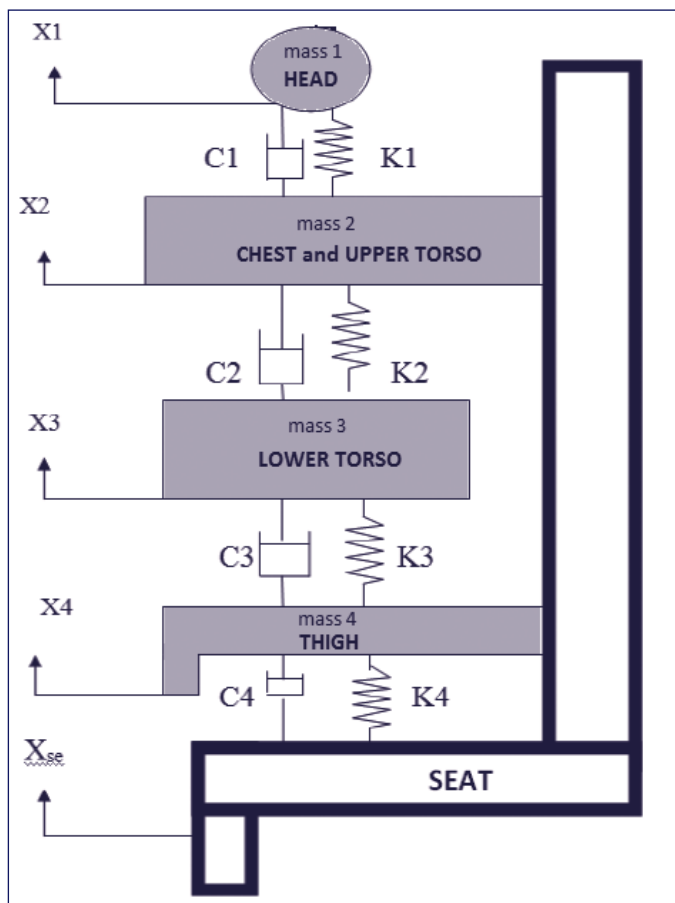 X1
mass 1
HEAD
C1
K1
X2
mass 2
CHEST and UPPER TORSO
C2
K2
X3
mass 3
LOWER TORSO
C3
K3
X4
mass 4
THIGH
C4
K4
Xse
SEAT